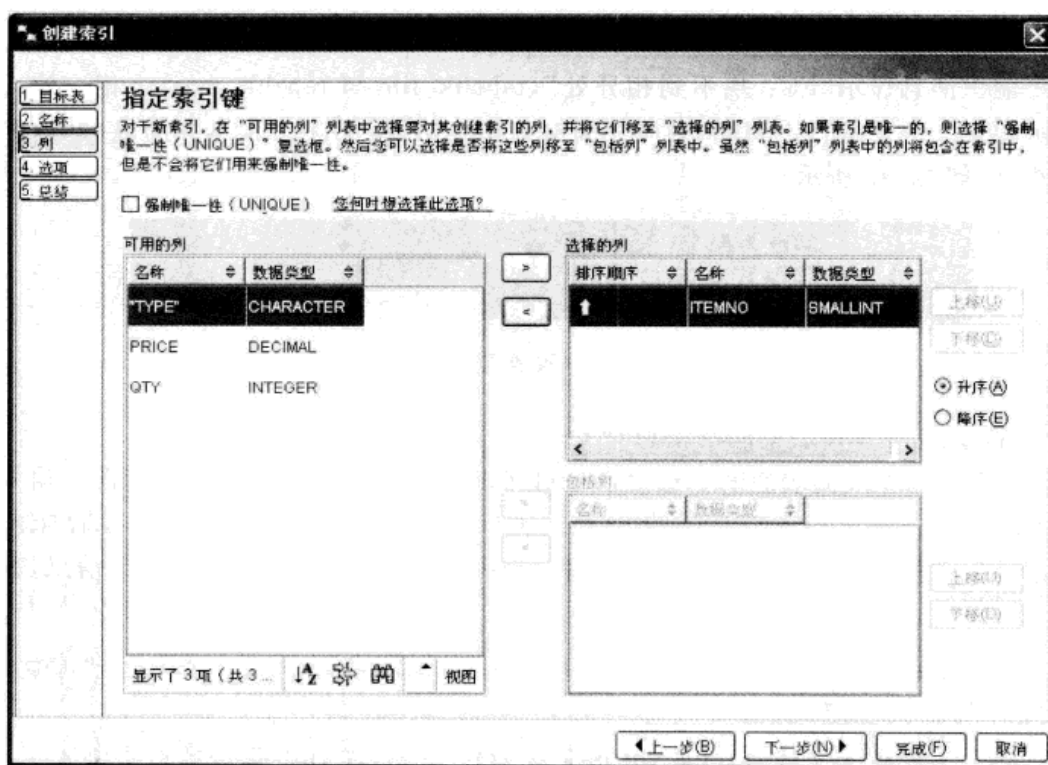 创建索引
1. 目标表
2. 名称
3. 列
4. 选项
5. 总结
指定索引键
对于新索引，在“可用的列”列表中选择要对其创建索引的列，并将它们移至“选择的列”列表。如果索引是唯一的，则选择“强制
唯一性（UNIQUE）”复选框。然后您可以选择是否将这些列移至“包括列”列表中。虽然“包括列”列表中的列将包含在索引中，
但是不会将它们用来强制唯一性。
强制唯一性（UNIQUE） 您何时想选择此选项？
可用的列
名称 数据类型
"TYPE" CHARACTER
PRICE DECIMAL
QTY INTEGER
显示了 3 项（共 3 ... 视图
>
<
选择的列
排序顺序 名称 数据类型
ITEMNO SMALLINT
上移(U)
下移(D)
升序(A)
降序(E)
包括列
名称 数据类型
>
<
上移(U)
下移(D)
上一步(B) 下一步(N) 完成(F) 取消